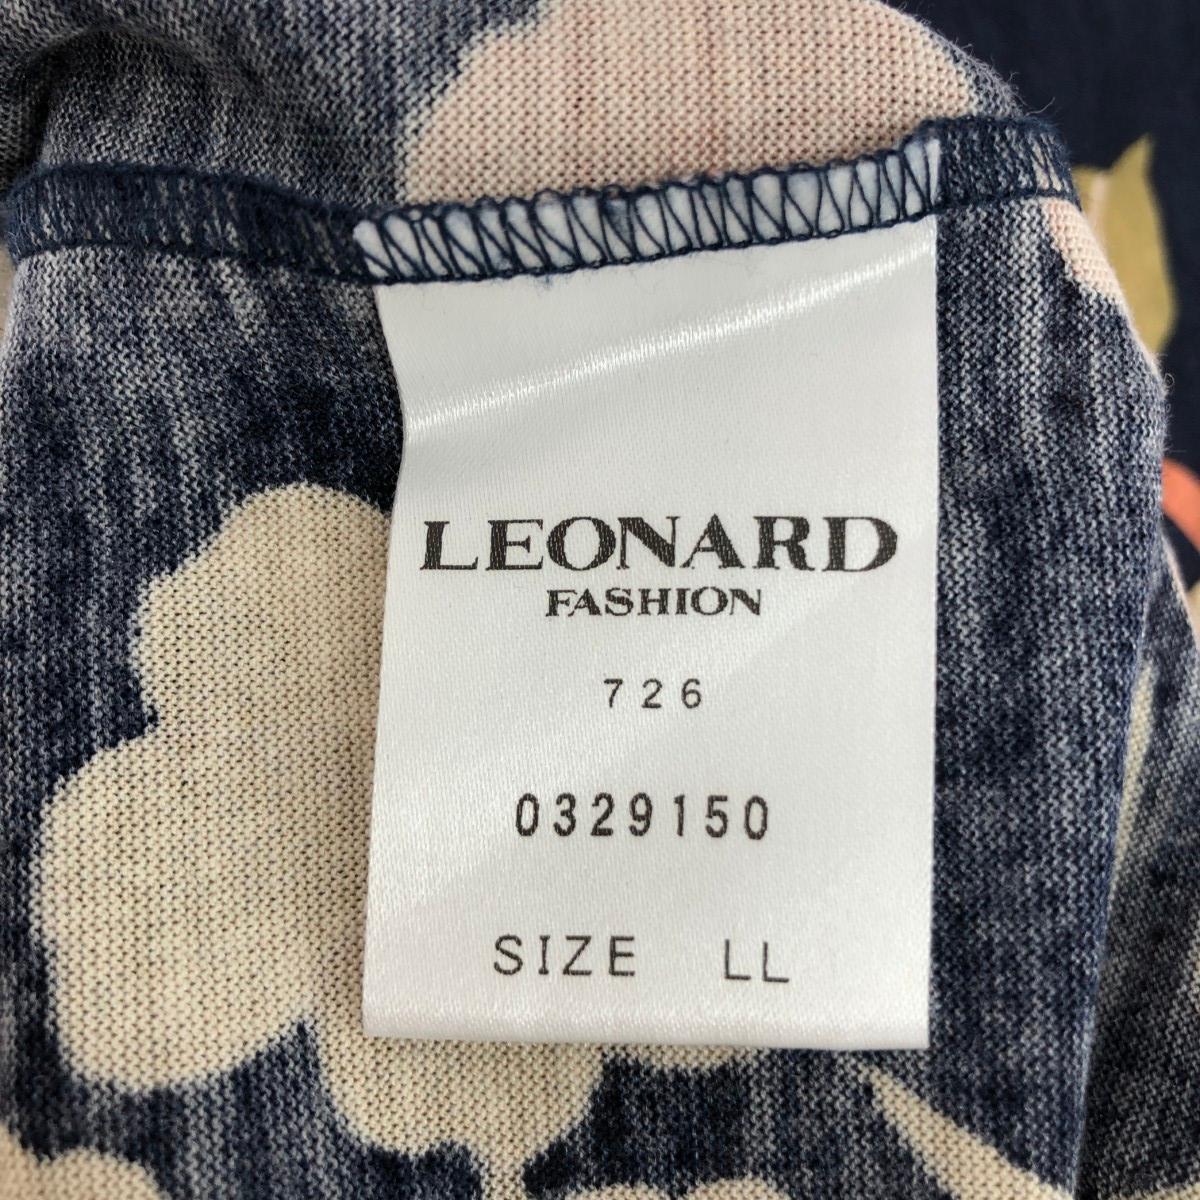 LEONARD
FASHION
726
0329150
SIZE LL